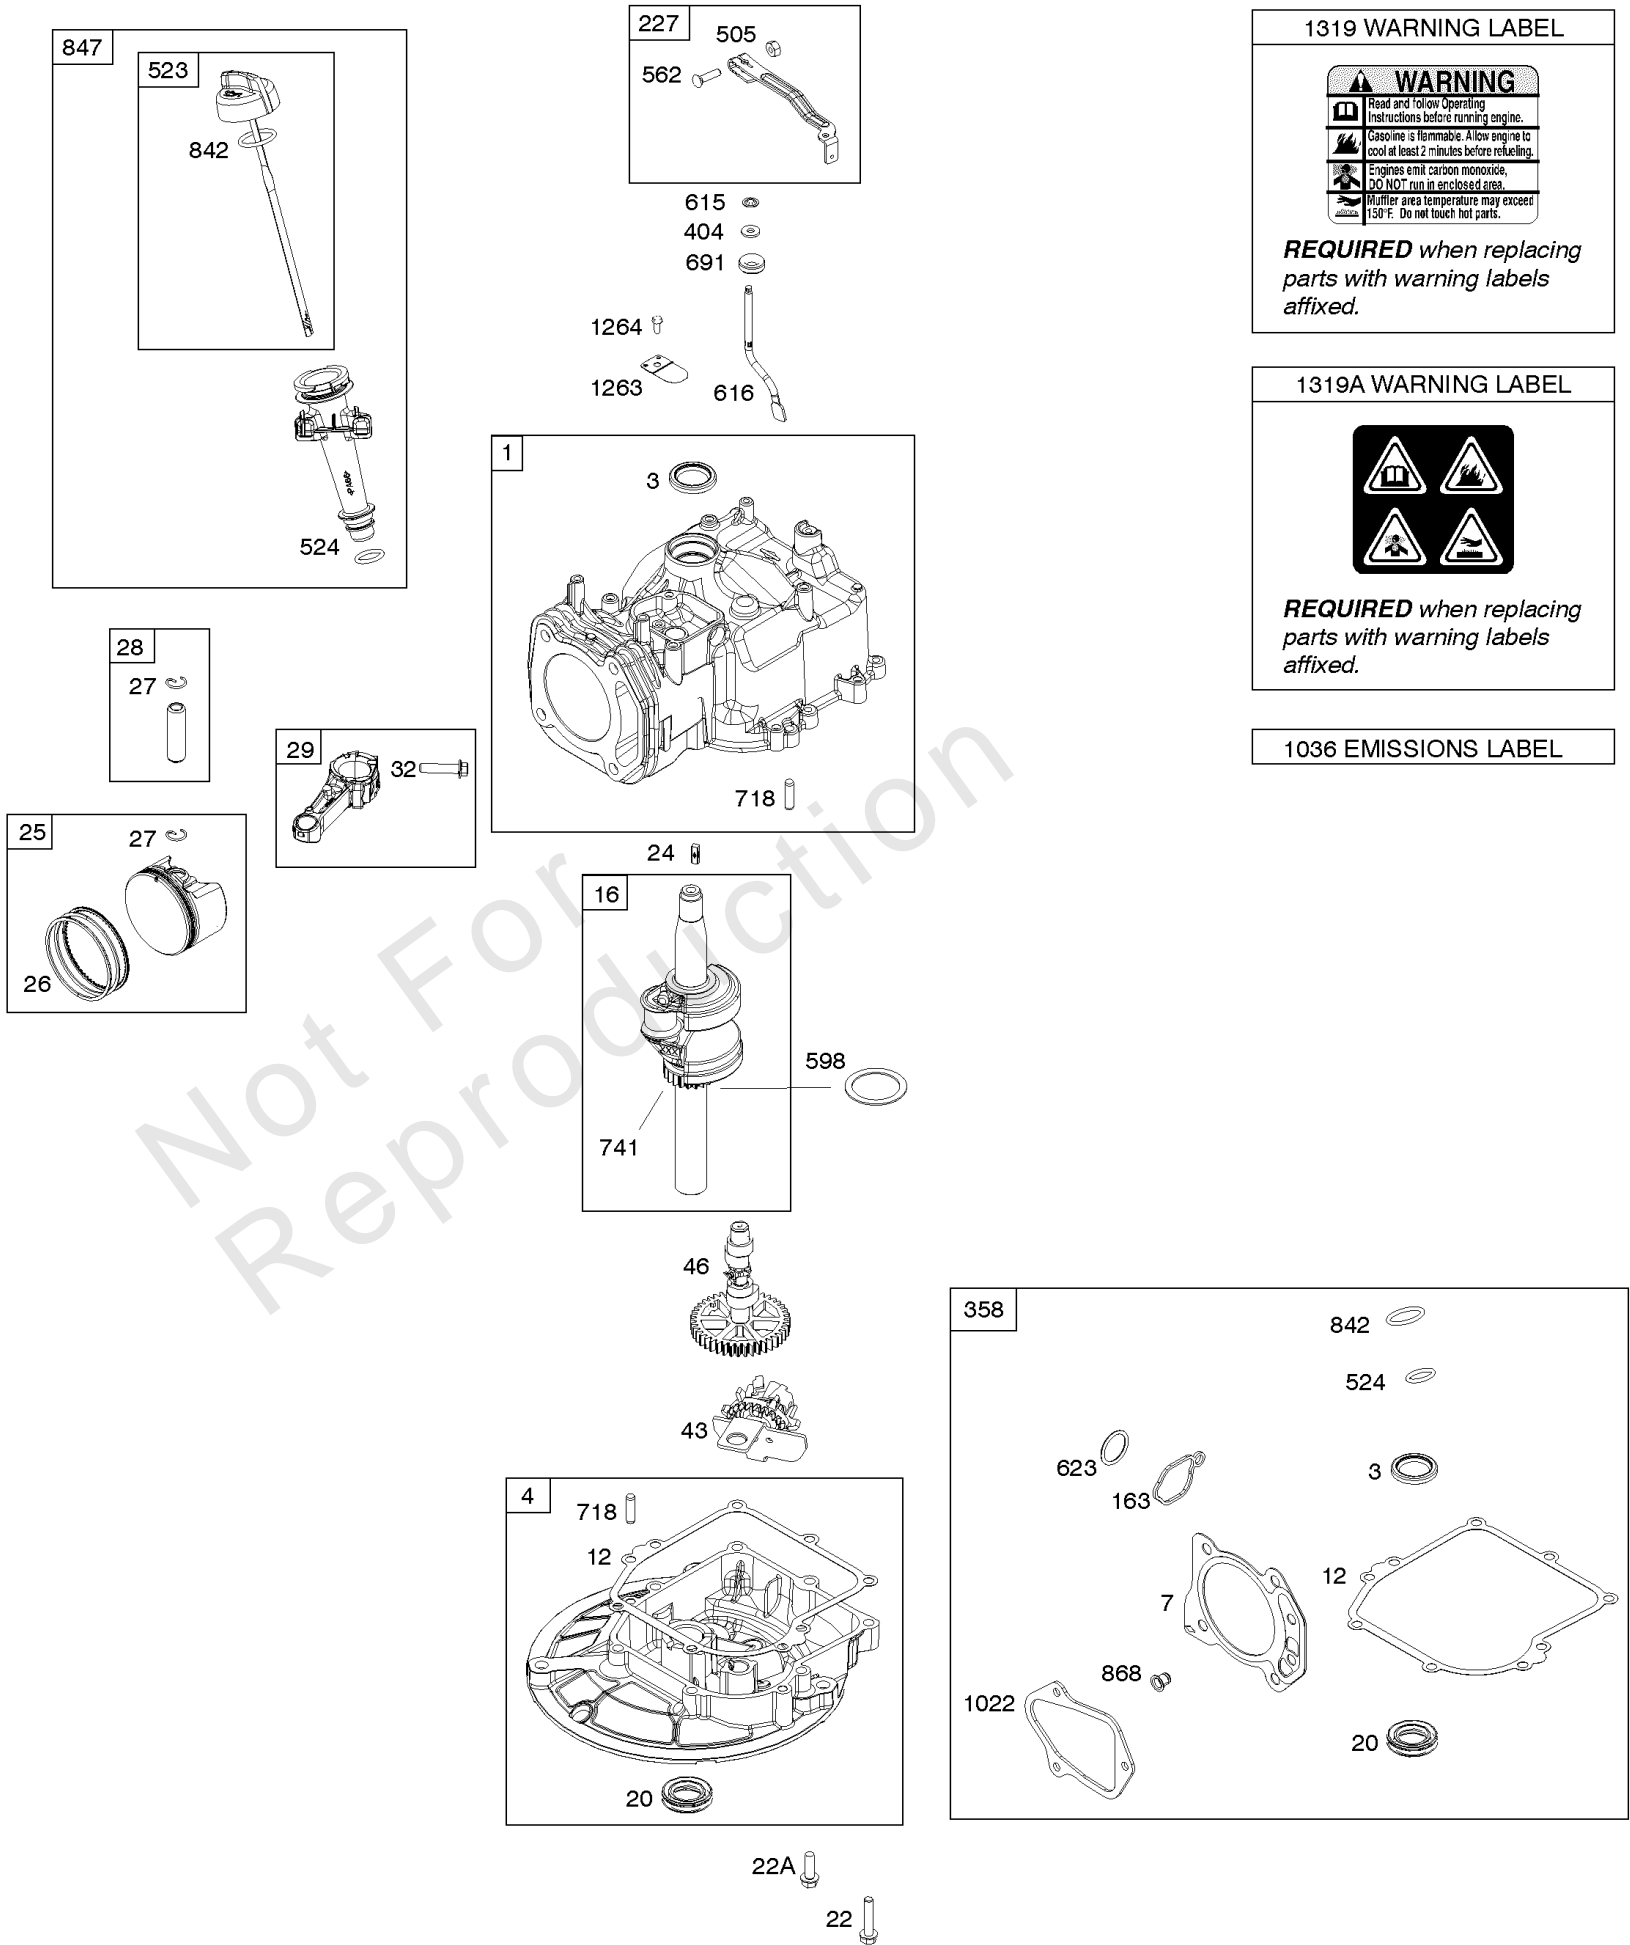 847
523
842
524
227
505
562
615
404
691
1264
1263
616
1319 WARNING LABEL
WARNING
Read and follow Operating
Instructions before running engine.
Gasoline is flammable. Allow engine to
cool at least 2 minutes before refueling.
Engines emit carbon monoxide,
DO NOT run in enclosed area.
Muffler area temperature may exceed
150°F. Do not touch hot parts.
REQUIRED when replacing
parts with warning labels
affixed.
1319A WARNING LABEL
REQUIRED when replacing
parts with warning labels
affixed.
1036 EMISSIONS LABEL
1
3
718
28
27
29
32
25
27
26
24
16
598
741
46
43
4
718
12
20
22A
22
358
842
524
623
163
3
12
7
868
1022
20
Not For
Reproduction